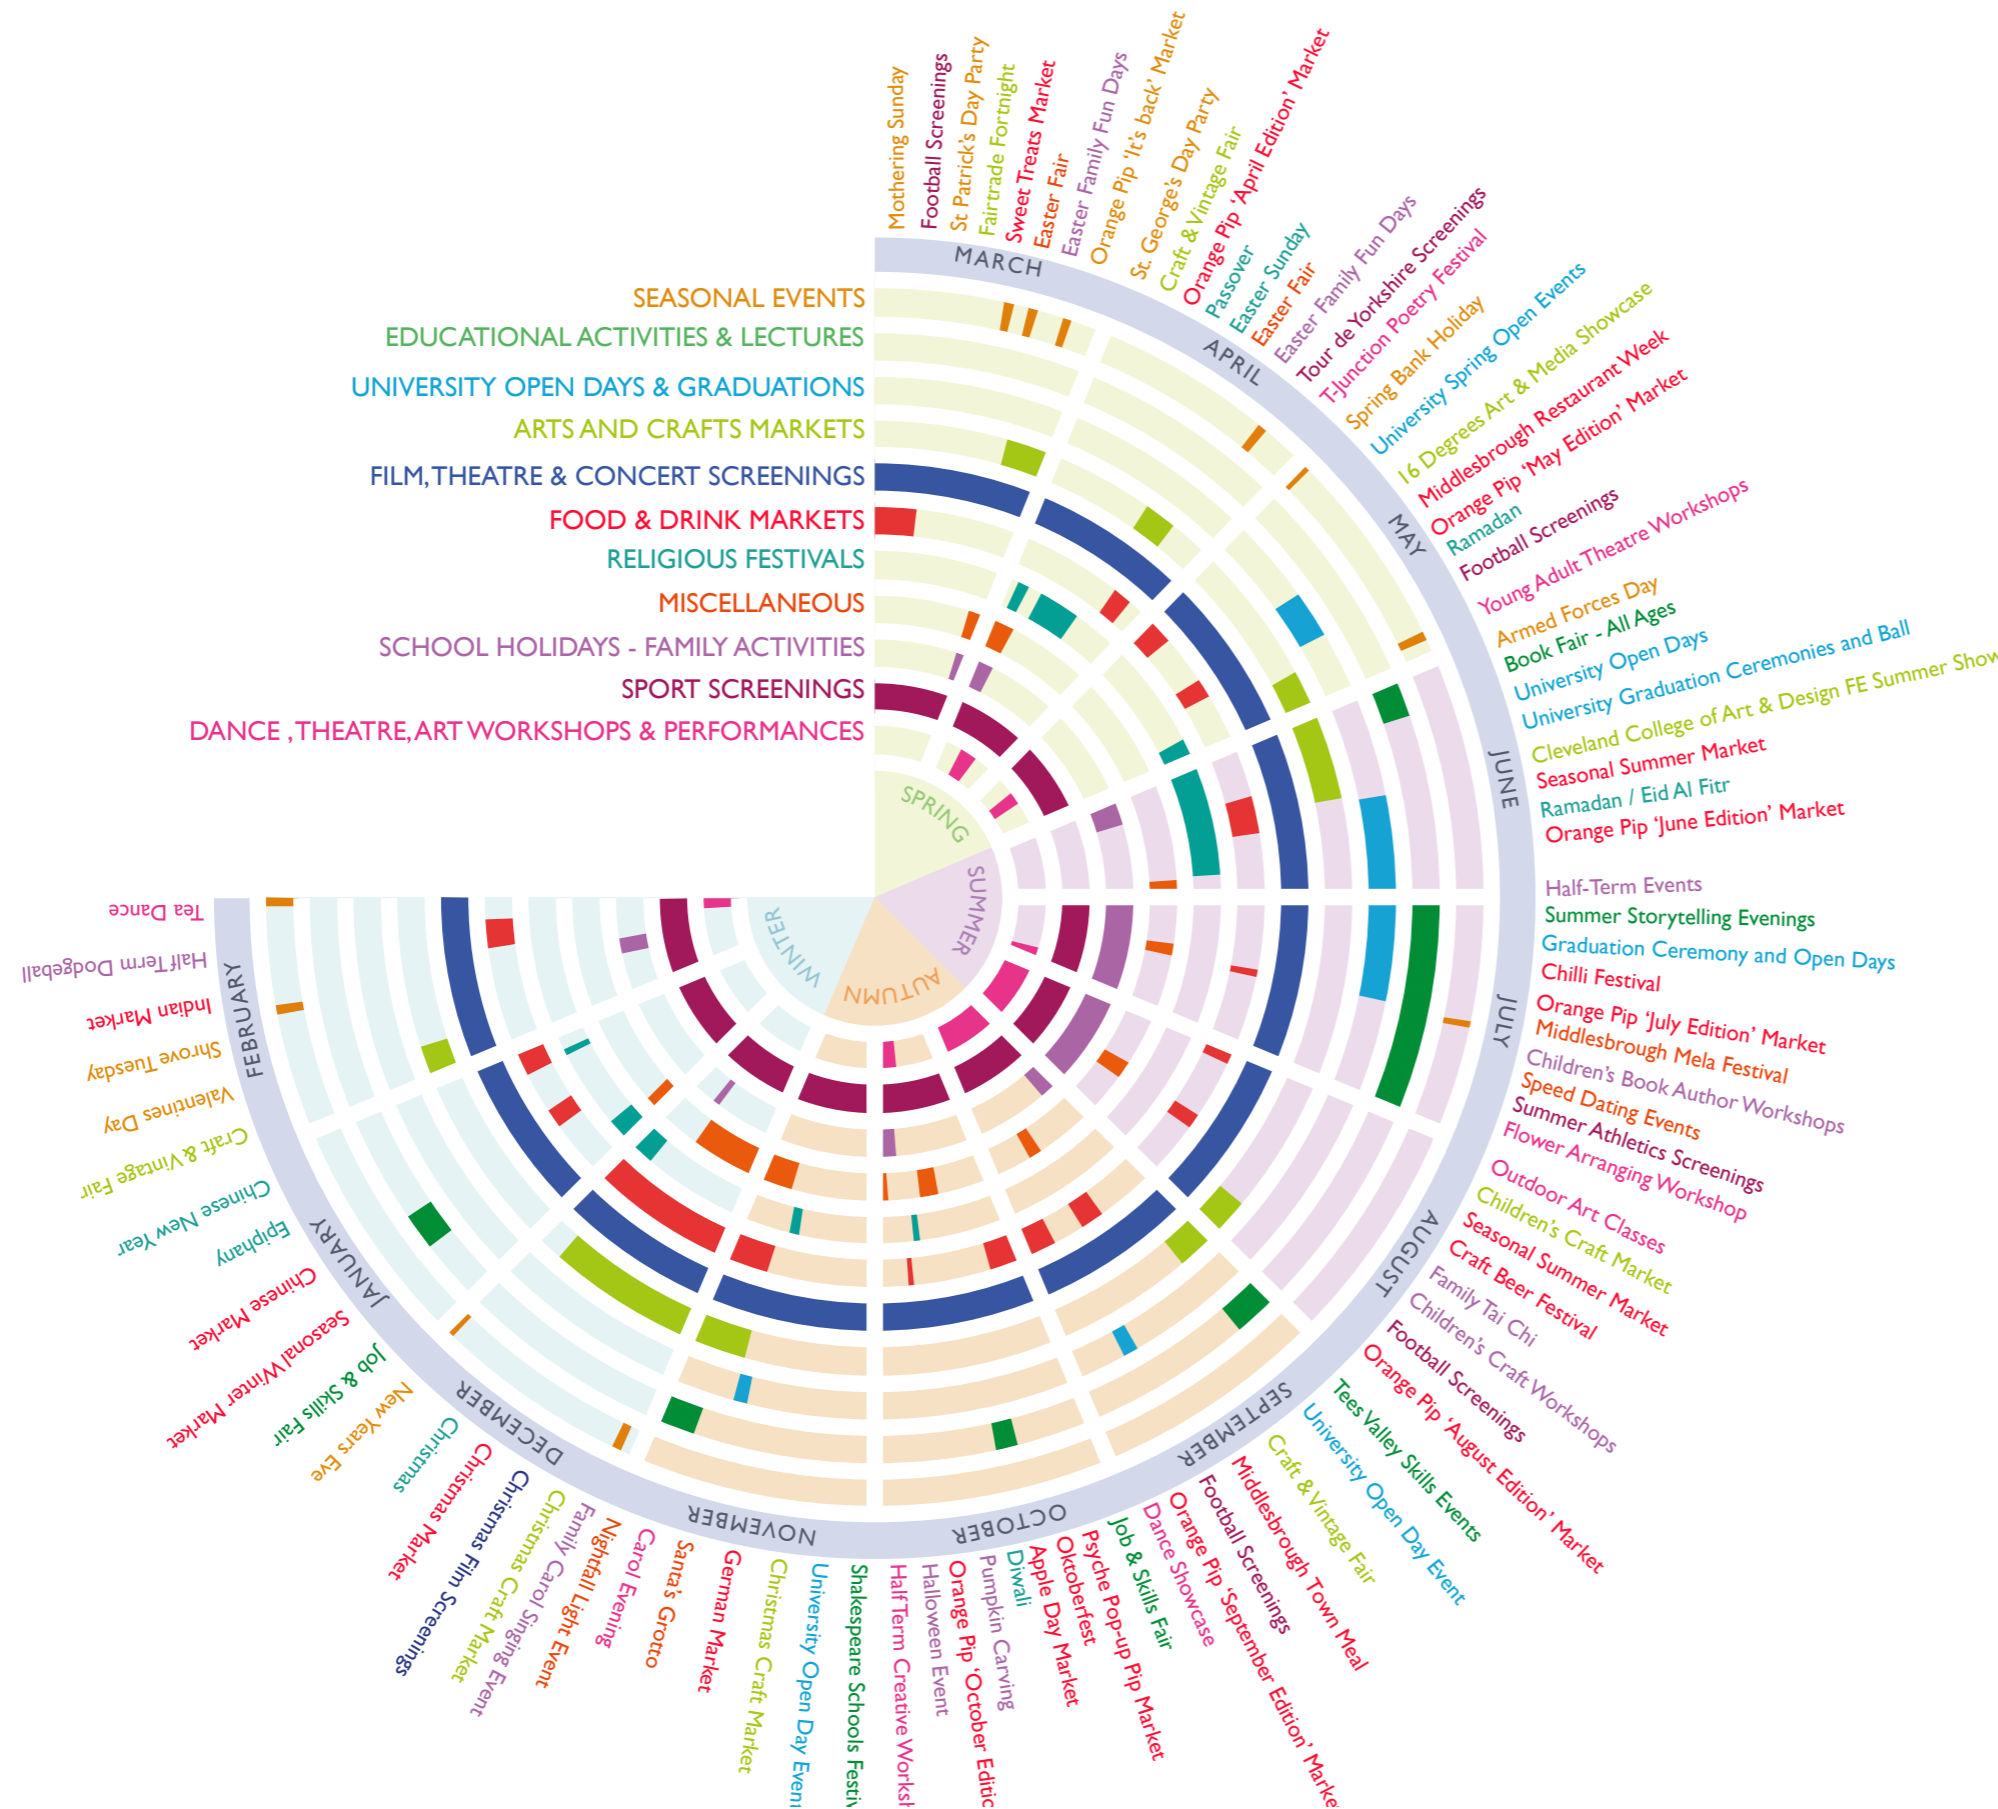 SEASONAL EVENTS
EDUCATIONAL ACTIVITIES & LECTURES
UNIVERSITY OPEN DAYS & GRADUATIONS
ARTS AND CRAFTS MARKETS
FILM, THEATRE & CONCERT SCREENINGS
FOOD & DRINK MARKETS
RELIGIOUS FESTIVALS
MISCELLANEOUS
SCHOOL HOLIDAYS - FAMILY ACTIVITIES
SPORT SCREENINGS
DANCE , THEATRE, ART WORKSHOPS & PERFORMANCES
SPRING
SUMMER
AUTUMN
WINTER
MARCH
APRIL
MAY
JUNE
JULY
AUGUST
SEPTEMBER
OCTOBER
NOVEMBER
DECEMBER
JANUARY
FEBRUARY
Mothering Sunday
Football Screenings
St Patrick's Day Party
Fairtrade Fortnight
Sweet Treats Market
Easter Fair
Easter Family Fun Days
Orange Pip 'It's back' Market
St. George's Day Party
Craft & Vintage Fair
Orange Pip 'April Edition' Market
Passover
Easter Sunday
Easter Fair
Easter Family Fun Days
Tour de Yorkshire Screenings
T-Junction Poetry Festival
Spring Bank Holiday
University Spring Open Events
16 Degrees Art & Media Showcase
Middlesbrough Restaurant Week
Orange Pip 'May Edition' Market
Ramadan
Football Screenings
Young Adult Theatre Workshops
Armed Forces Day
Book Fair - All Ages
University Open Days
University Graduation Ceremonies and Ball
Cleveland College of Art & Design FE Summer Show
Seasonal Summer Market
Ramadan / Eid Al Fitr
Orange Pip 'June Edition' Market
Half-Term Events
Summer Storytelling Evenings
Graduation Ceremony and Open Days
Chilli Festival
Orange Pip 'July Edition' Market
Middlesbrough Mela Festival
Children's Book Author Workshops
Speed Dating Events
Summer Athletics Screenings
Flower Arranging Workshop
Outdoor Art Classes
Children's Craft Market
Seasonal Summer Market
Craft Beer Festival
Family Tai Chi
Children's Craft Workshops
Football Screenings
Orange Pip 'August Edition' Market
Tees Valley Skills Events
University Open Day Event
Craft & Vintage Fair
Middlesbrough Town Meal
Football Screenings
Orange Pip 'September Edition' Marke
Dance Showcase
Job & Skills Fair
Psyche Pop-up Pip Market
Oktoberfest
Apple Day Market
Diwali
Pumpkin Carving
Orange Pip 'October Editio
Halloween Event
Half Term Creative Worksh
Shakespeare Schools Festiv
University Open Day Event
Christmas Craft Market
German Market
Santa's Grotto
Carol Evening
Nightfall Light Event
Family Carol Singing Event
Christmas Craft Market
Christmas Film Screenings
Christmas Market
Christmas
New Years Eve
Job & Skills Fair
Seasonal Winter Market
Chinese Market
Epiphany
Chinese New Year
Craft & Vintage Fair
Valentines Day
Shrove Tuesday
Indian Market
Half Term Dodgeball
Tea Dance